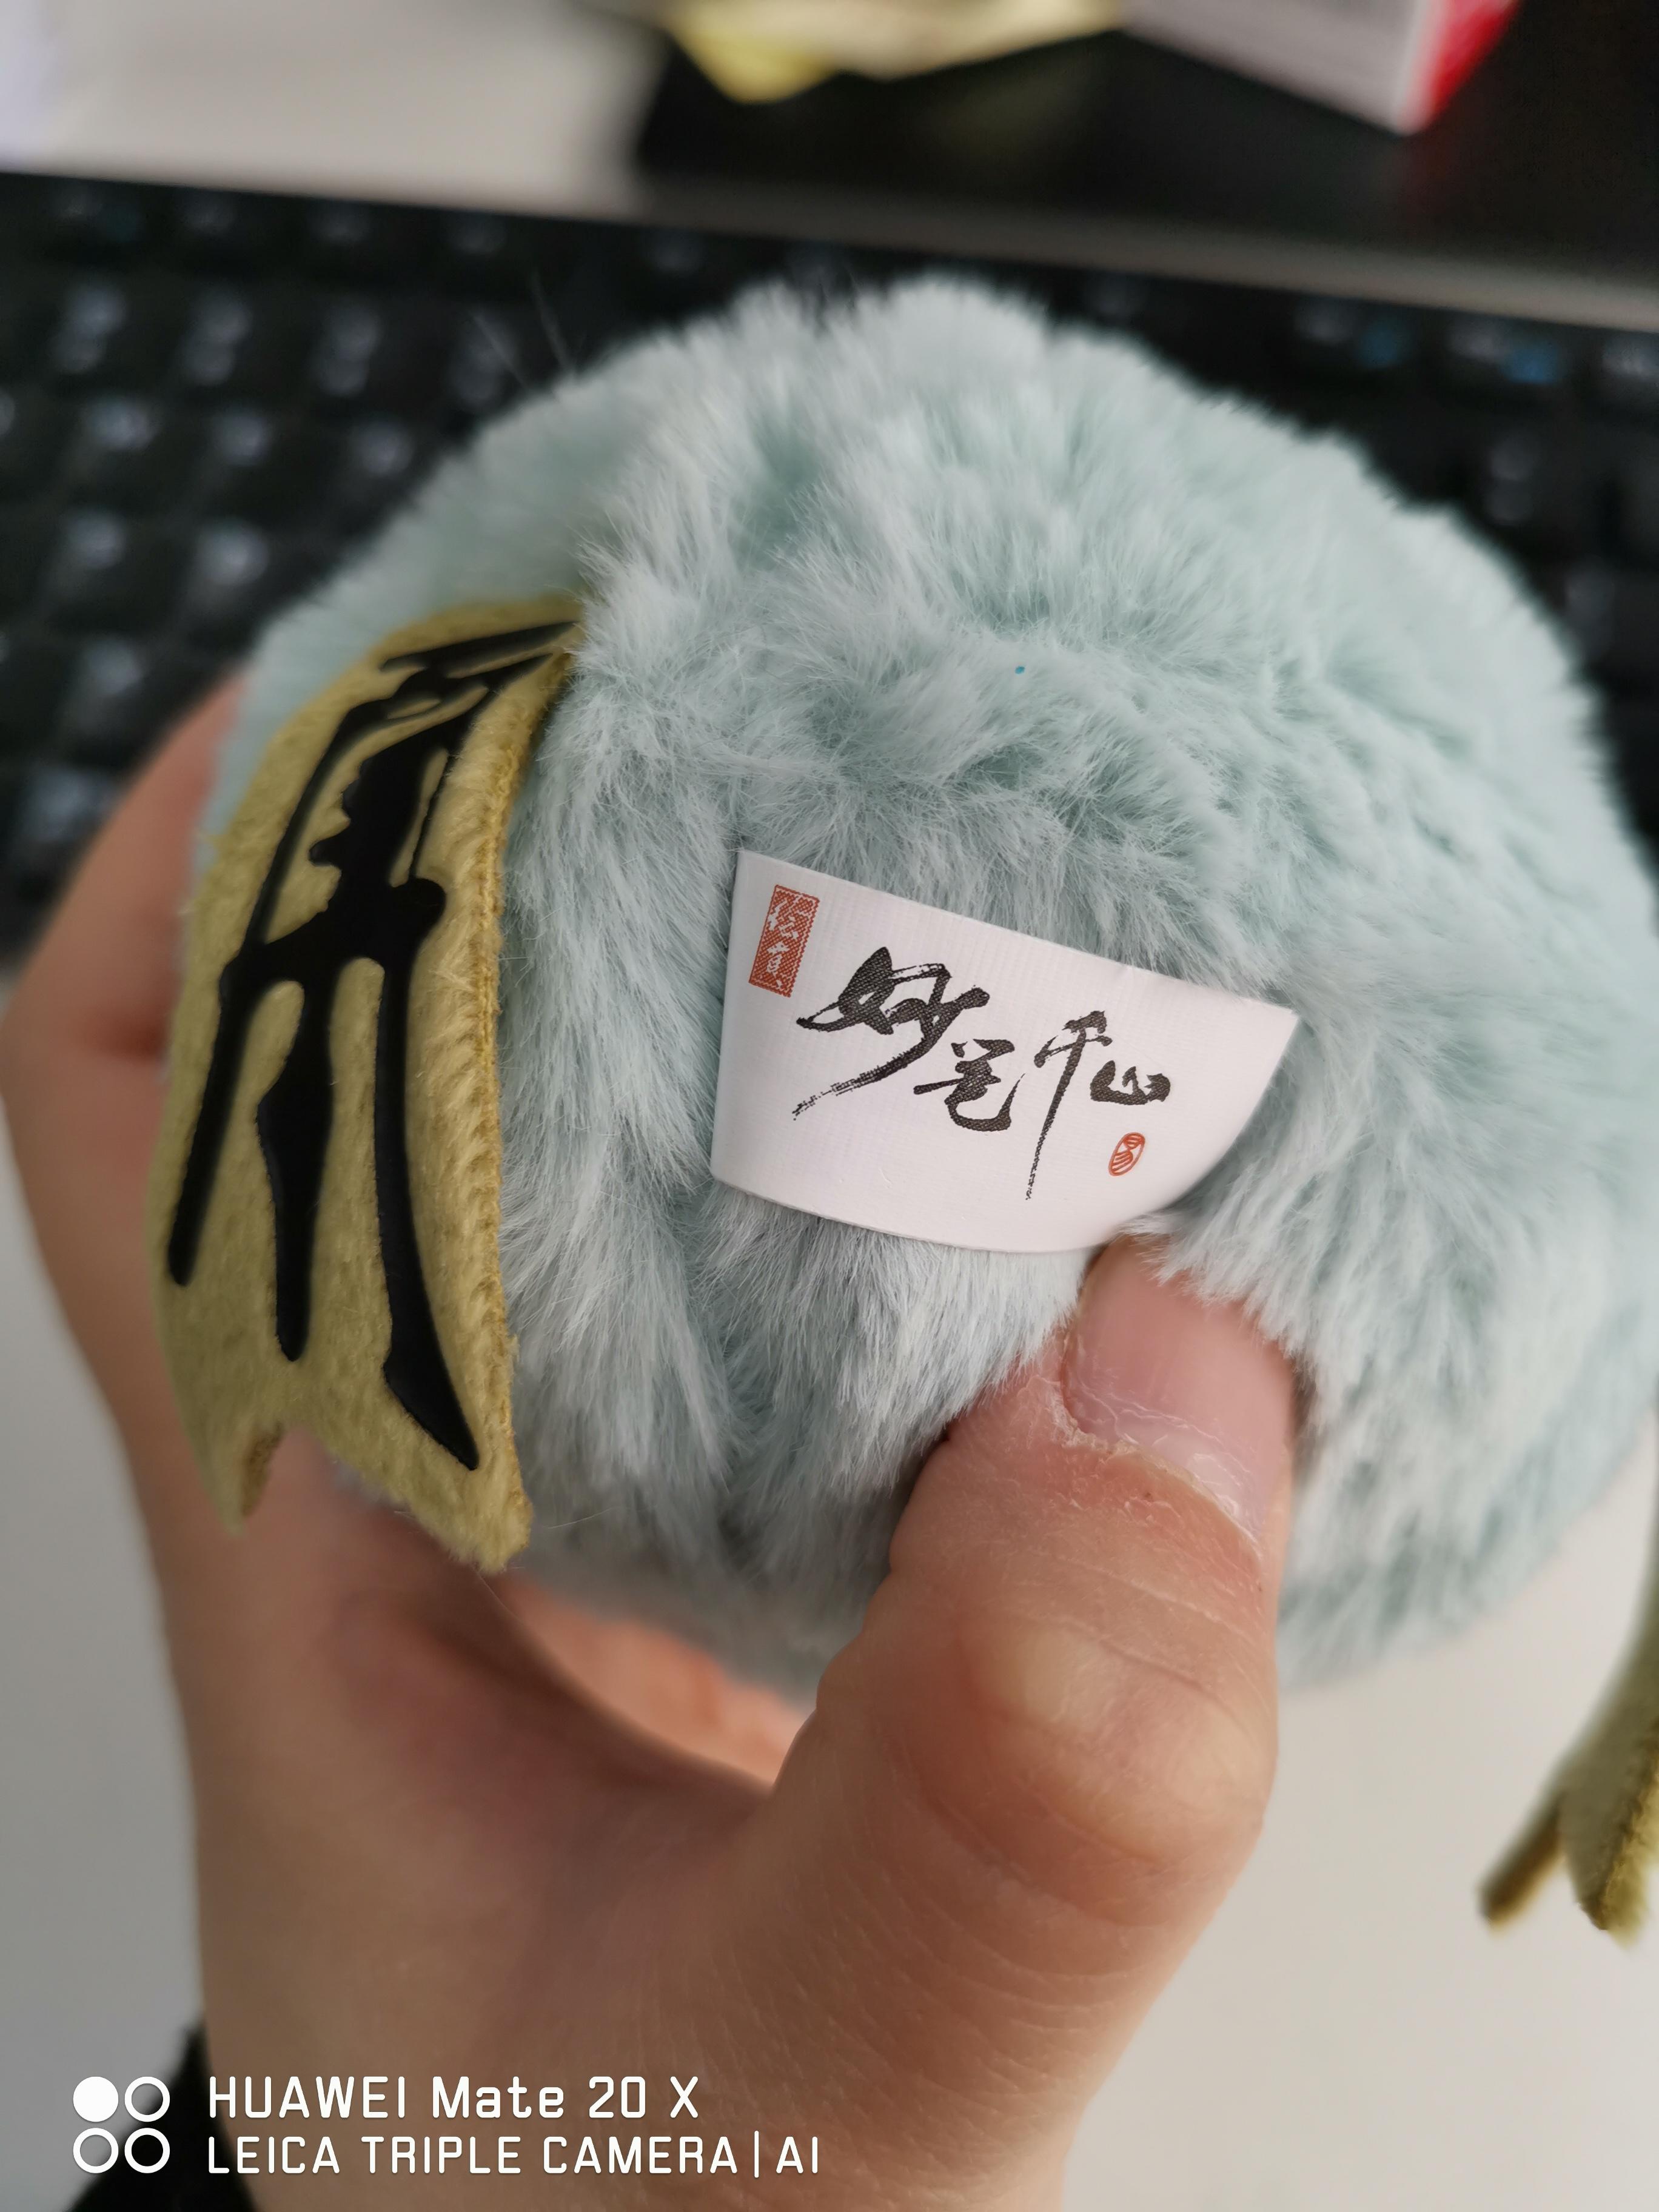 妙笔千山
HUAWEI Mate 20 X
LEICA TRIPLE CAMERA | AI